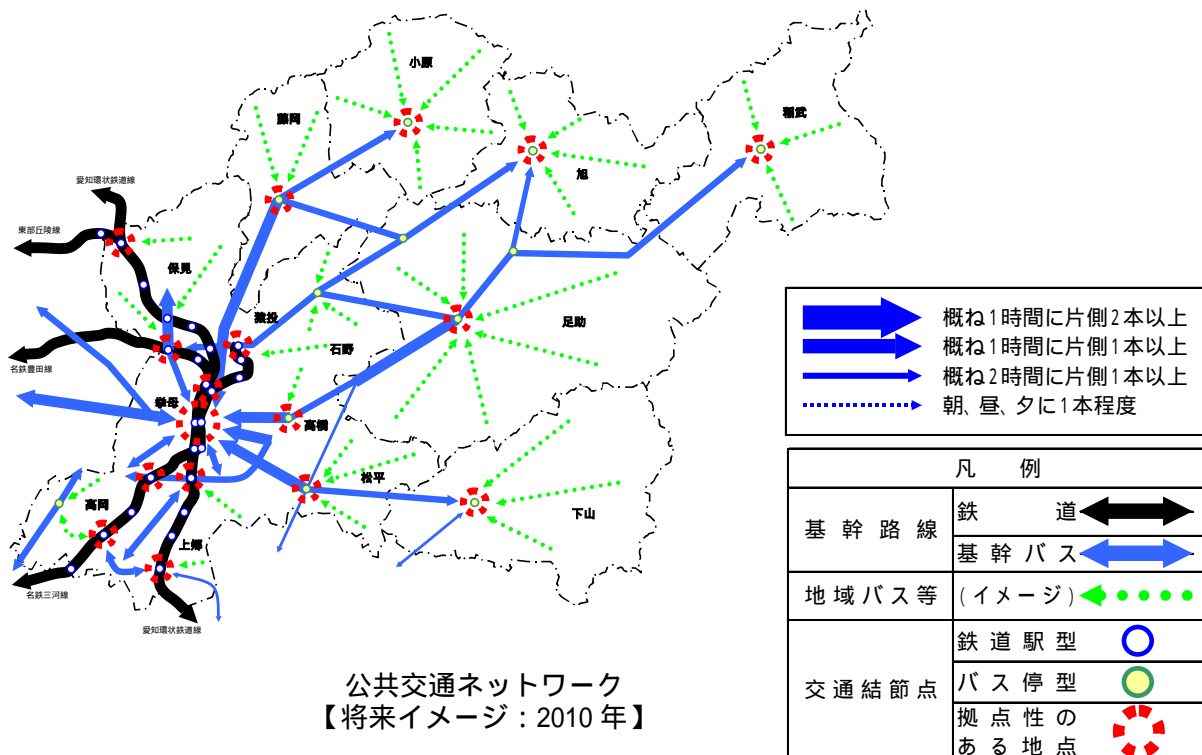 小原
藤岡
稲武
旭
愛知環状鉄道線
東部丘陵線
保見
猿投
石野
足助
名鉄豊田線
挙母
高橋
松平
高岡
下山
上郷
名鉄三河線
愛知環状鉄道線
概ね1時間に片側2本以上
概ね1時間に片側1本以上
概ね2時間に片側1本以上
朝、昼、夕に1本程度
凡 例
基幹路線
鉄 道
基幹バス
地域バス等
(イメージ)
交通結節点
鉄道駅型
バス停型
拠点性の
ある地点
公共交通ネットワーク
【将来イメージ：2010年】